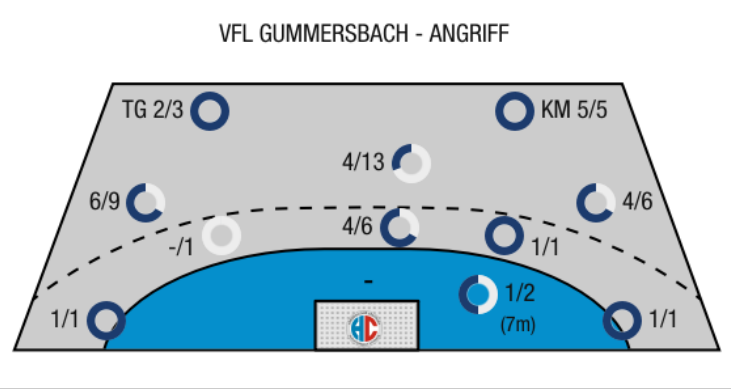 VFL GUMMERSBACH - ANGRIFF
TG 2/3
KM 5/5
4/13
6/9
4/6
4/6
-/1
1/1
-
1/2
(7m)
1/1
1/1
HC